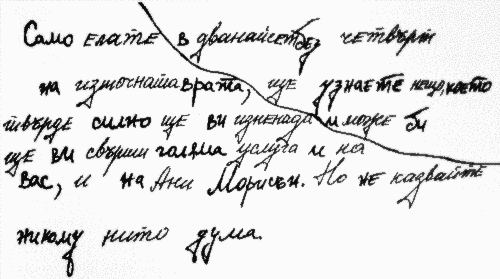 Само елате в дванайсет без четвърт
на източната врата, ще узнаете нещо, което
твърде силно ще ви изненада и може би
ще ви свърши голяма услуга и на
вас, и на Ани Морисън. Но не казвайте
никому нито дума.